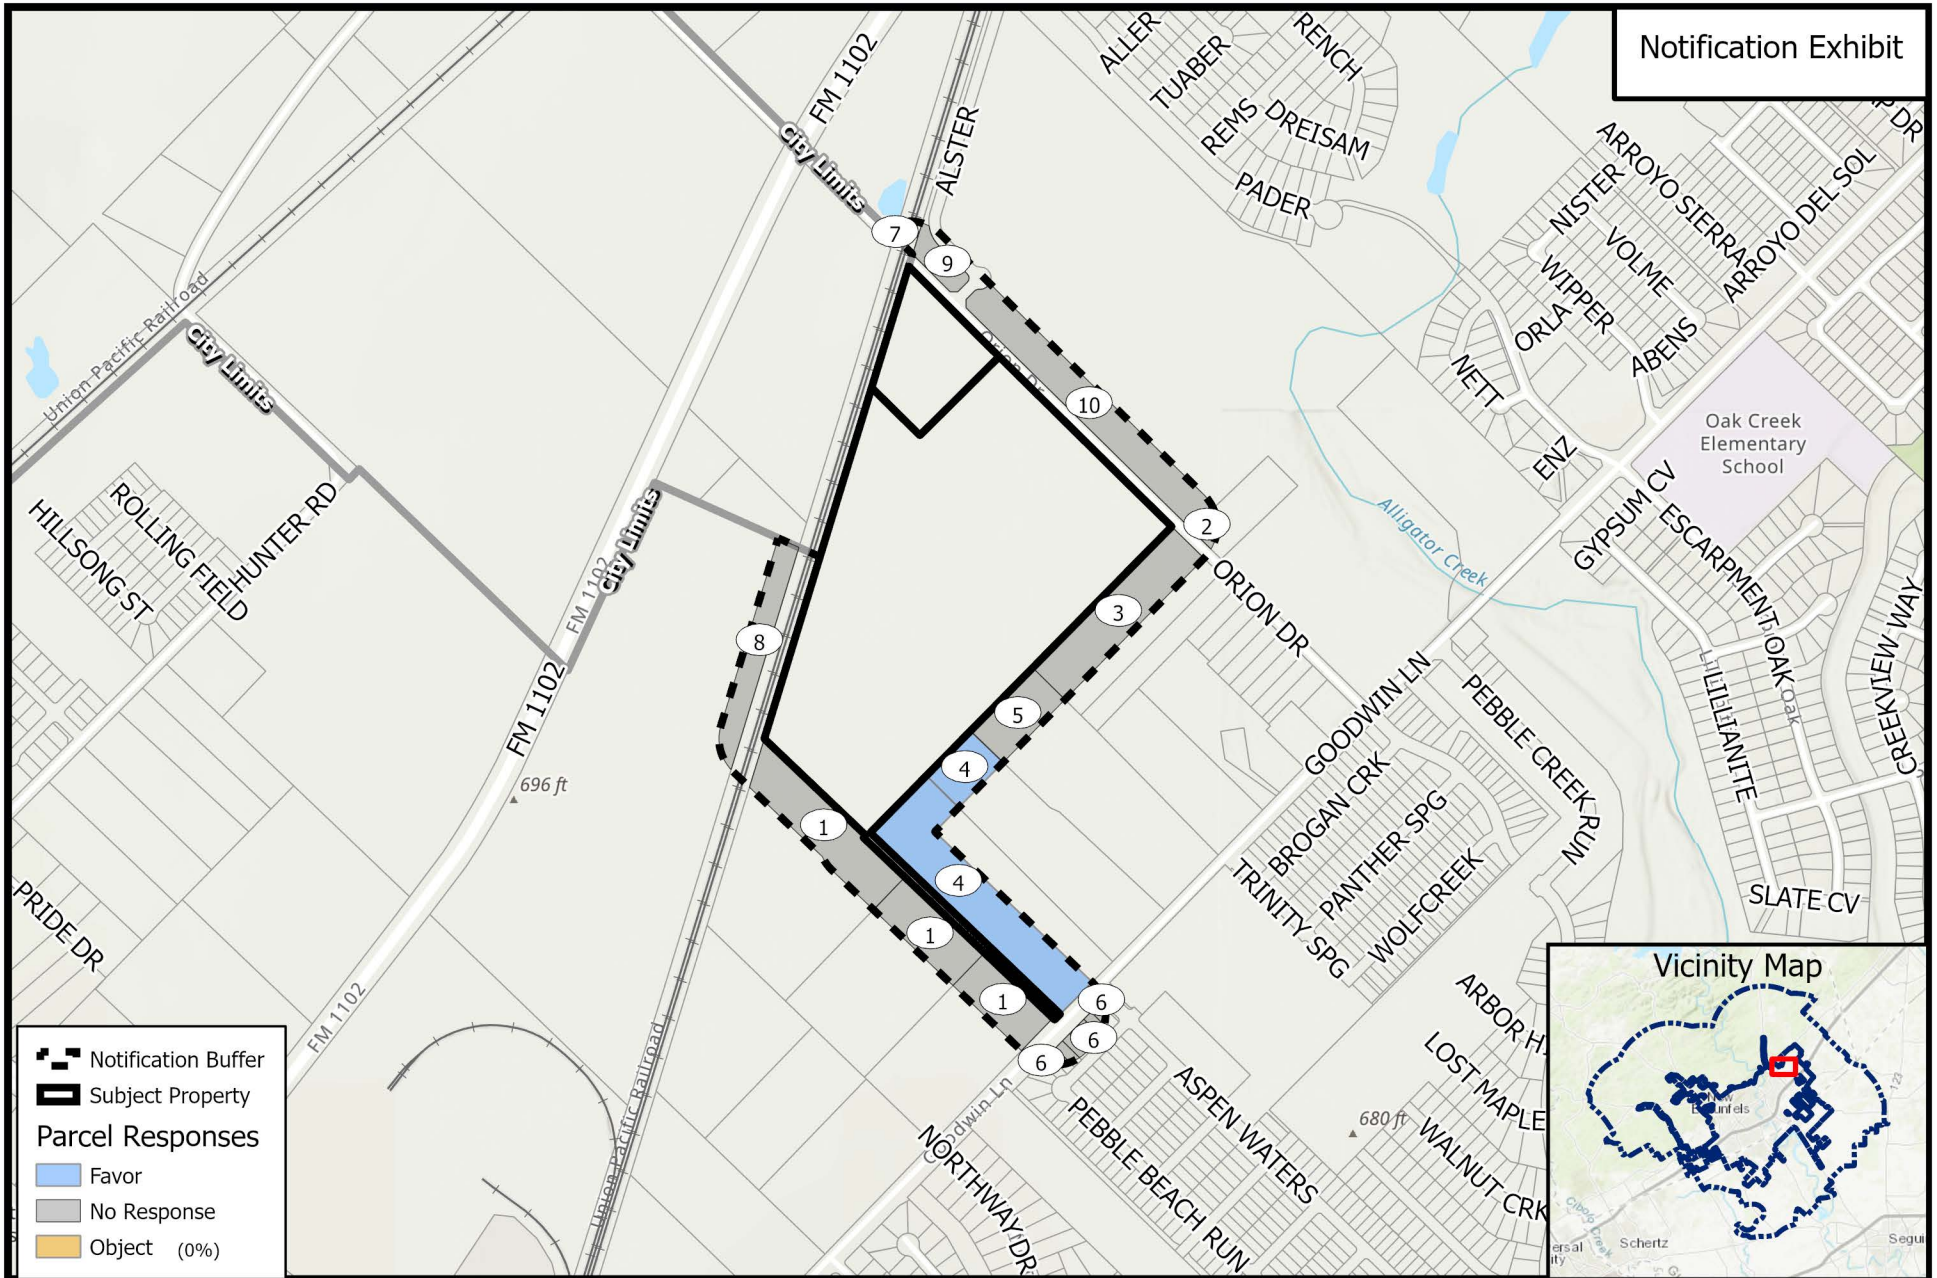 Notification Exhibit
FM 1102
ALSTER
ALLER
TUABER
RENCH
REMS
DREISAM
PADER
City Limits
ARROYO SIERRA
ARROYO DEL SOL
NISTER
VOLME
WIPPER
ORLA
ABENS
NETT
ENZ
Oak Creek
Elementary
School
GYPSUM CV
ESCARPMENT OAK
Alligator Creek
CREEKVIEW WAY
LILLIANITE
SLATE CV
Union Pacific Railroad
City Limits
HUNTER RD
ROLLING FIELD
HILLSONG ST
City Limits
FM 1102
FM 1102
696 ft
PRIDE DR
FM 1102
7
9
Orion Dr
10
2
3
8
5
4
1
4
1
1
6
6
6
ORION DR
GOODWIN LN
PEBBLE CREEK RUN
BROGAN CRK
PANTHER SPG
WOLFCREEK
TRINITY SPG
Union Pacific Railroad
NORTHWAY DR
PEBBLE BEACH RUN
ASPEN WATERS
680 ft
LOST MAPLE
WALNUT CRK
Notification Buffer
Subject Property
Parcel Responses
Favor
No Response
Object (0%)
Vicinity Map
123
Cibolo Creek
Schertz